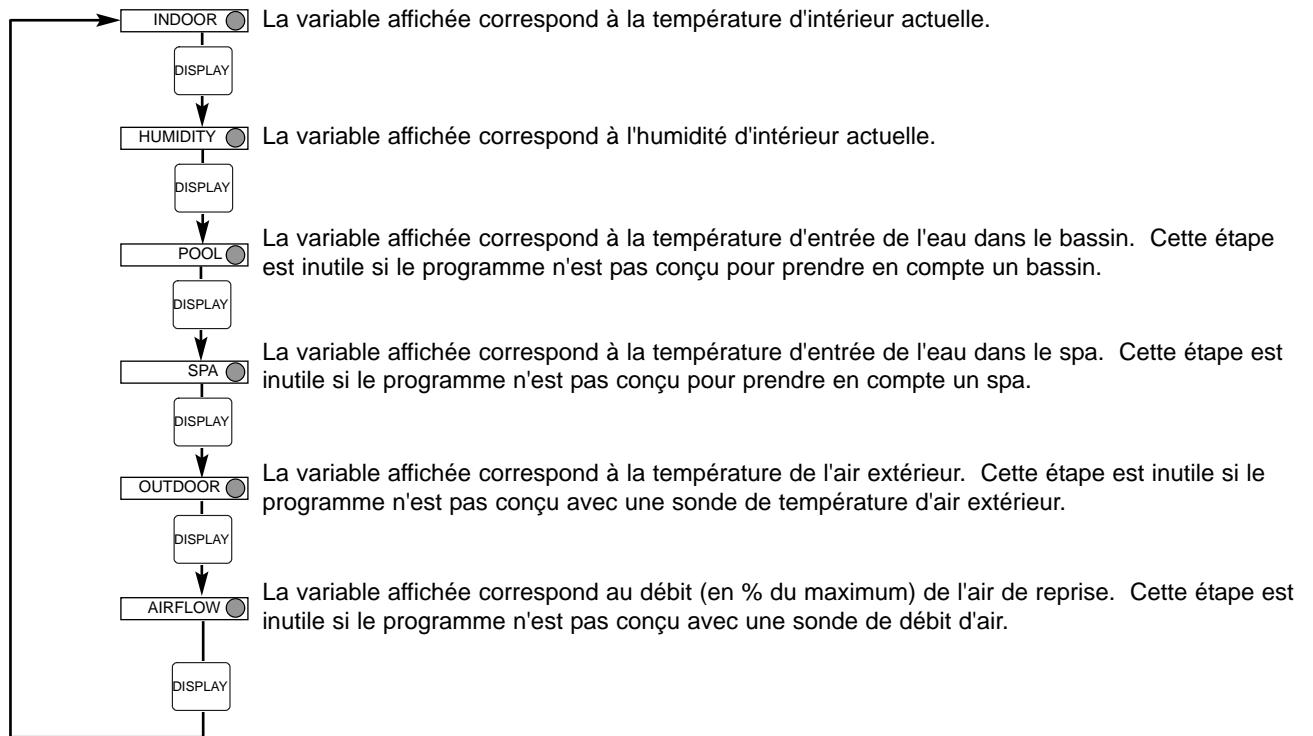 INDOOR La variable affichée correspond à la température d'intérieur actuelle.
DISPLAY
HUMIDITY La variable affichée correspond à l'humidité d'intérieur actuelle.
DISPLAY
POOL La variable affichée correspond à la température d'entrée de l'eau dans le bassin. Cette étape
est inutile si le programme n'est pas conçu pour prendre en compte un bassin.
DISPLAY
SPA La variable affichée correspond à la température d'entrée de l'eau dans le spa. Cette étape est
inutile si le programme n'est pas conçu pour prendre en compte un spa.
DISPLAY
OUTDOOR La variable affichée correspond à la température de l'air extérieur. Cette étape est inutile si le
programme n'est pas conçu avec une sonde de température d'air extérieur.
DISPLAY
AIRFLOW La variable affichée correspond au débit (en % du maximum) de l'air de reprise. Cette étape est
inutile si le programme n'est pas conçu avec une sonde de débit d'air.
DISPLAY